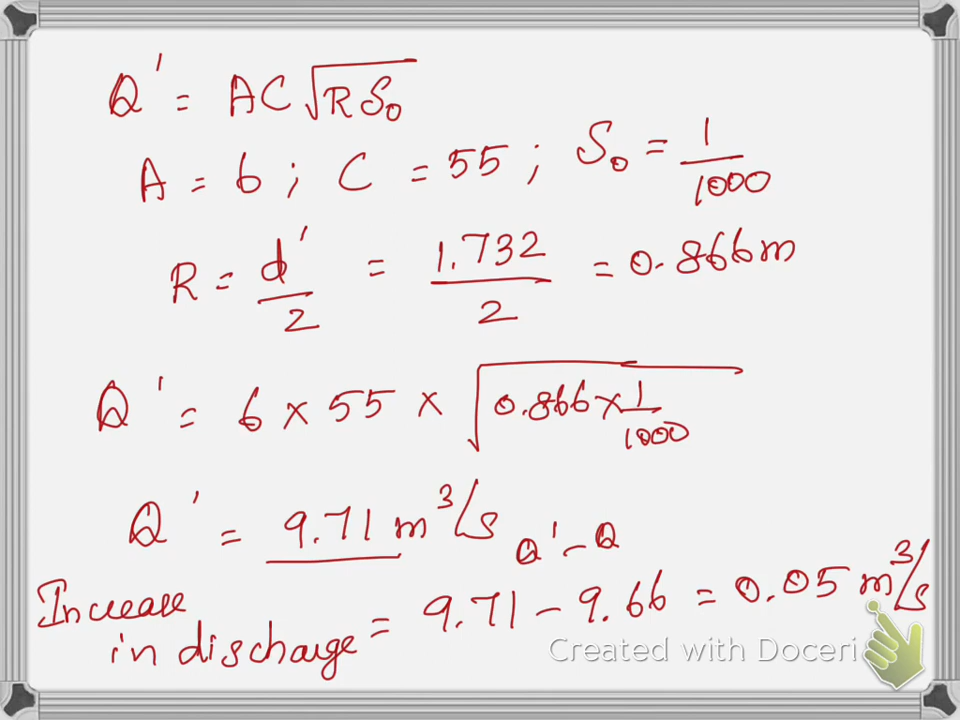 Q' = AC√RS₀
A = 6 ; C = 55 ; S₀ = 1/1000
R = d'/2 = 1.732/2 = 0.866m
Q' = 6 × 55 × √0.866 × 1/1000
Q' = 9.71 m³/s
Q' - Q
Increase in discharge = 9.71 - 9.66 = 0.05 m³/s
Created with Doceri